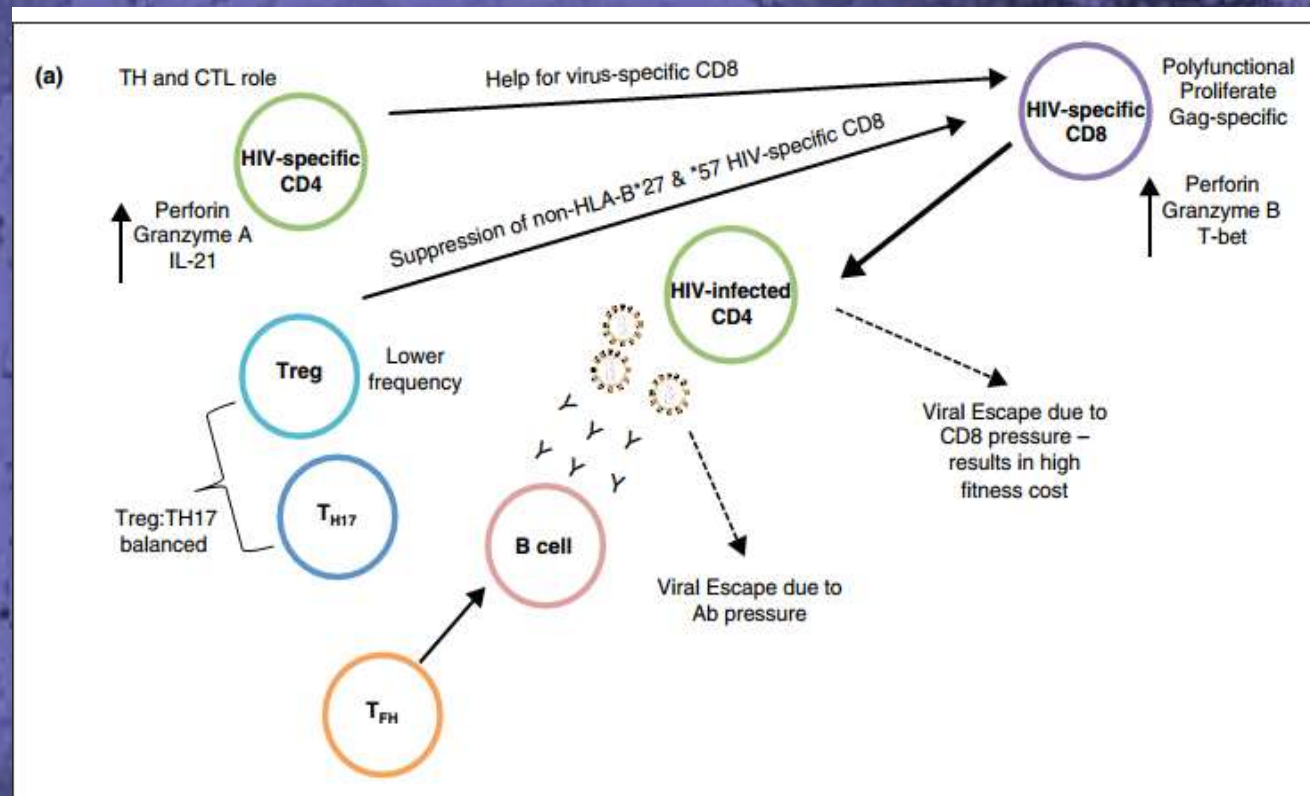 (a)
TH and CTL role
HIV-specific
CD4
Perforin
Granzyme A
IL-21
Help for virus-specific CD8
Suppression of non-HLA-B*27 & *57 HIV-specific CD8
HIV-specific
CD8
Polyfunctional
Proliferate
Gag-specific
Perforin
Granzyme B
T-bet
HIV-infected
CD4
Treg
Lower
frequency
Treg:TH17
balanced
TH17
B cell
TFH
Viral Escape due to
Ab pressure
Viral Escape due to
CD8 pressure –
results in high
fitness cost